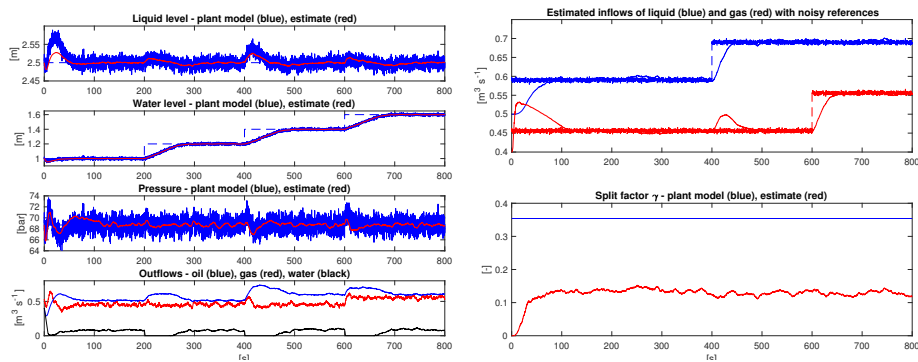 Liquid level - plant model (blue), estimate (red)
[m]
2.55
2.5
2.45
0 100 200 300 400 500 600 700 800
Water level - plant model (blue), estimate (red)
[m]
1.6
1.4
1.2
1
0 100 200 300 400 500 600 700 800
Pressure - plant model (blue), estimate (red)
[bar]
74
72
70
68
66
64
0 100 200 300 400 500 600 700 800
Outflows - oil (blue), gas (red), water (black)
[m³ s⁻¹]
0.5
0
0 100 200 300 400 500 600 700 800
[s]
Estimated inflows of liquid (blue) and gas (red) with noisy references
[m³ s⁻¹]
0.7
0.65
0.6
0.55
0.5
0.45
0.4
0 100 200 300 400 500 600 700 800
Split factor γ - plant model (blue), estimate (red)
[-]
0.4
0.3
0.2
0.1
0
0 100 200 300 400 500 600 700 800
[s]